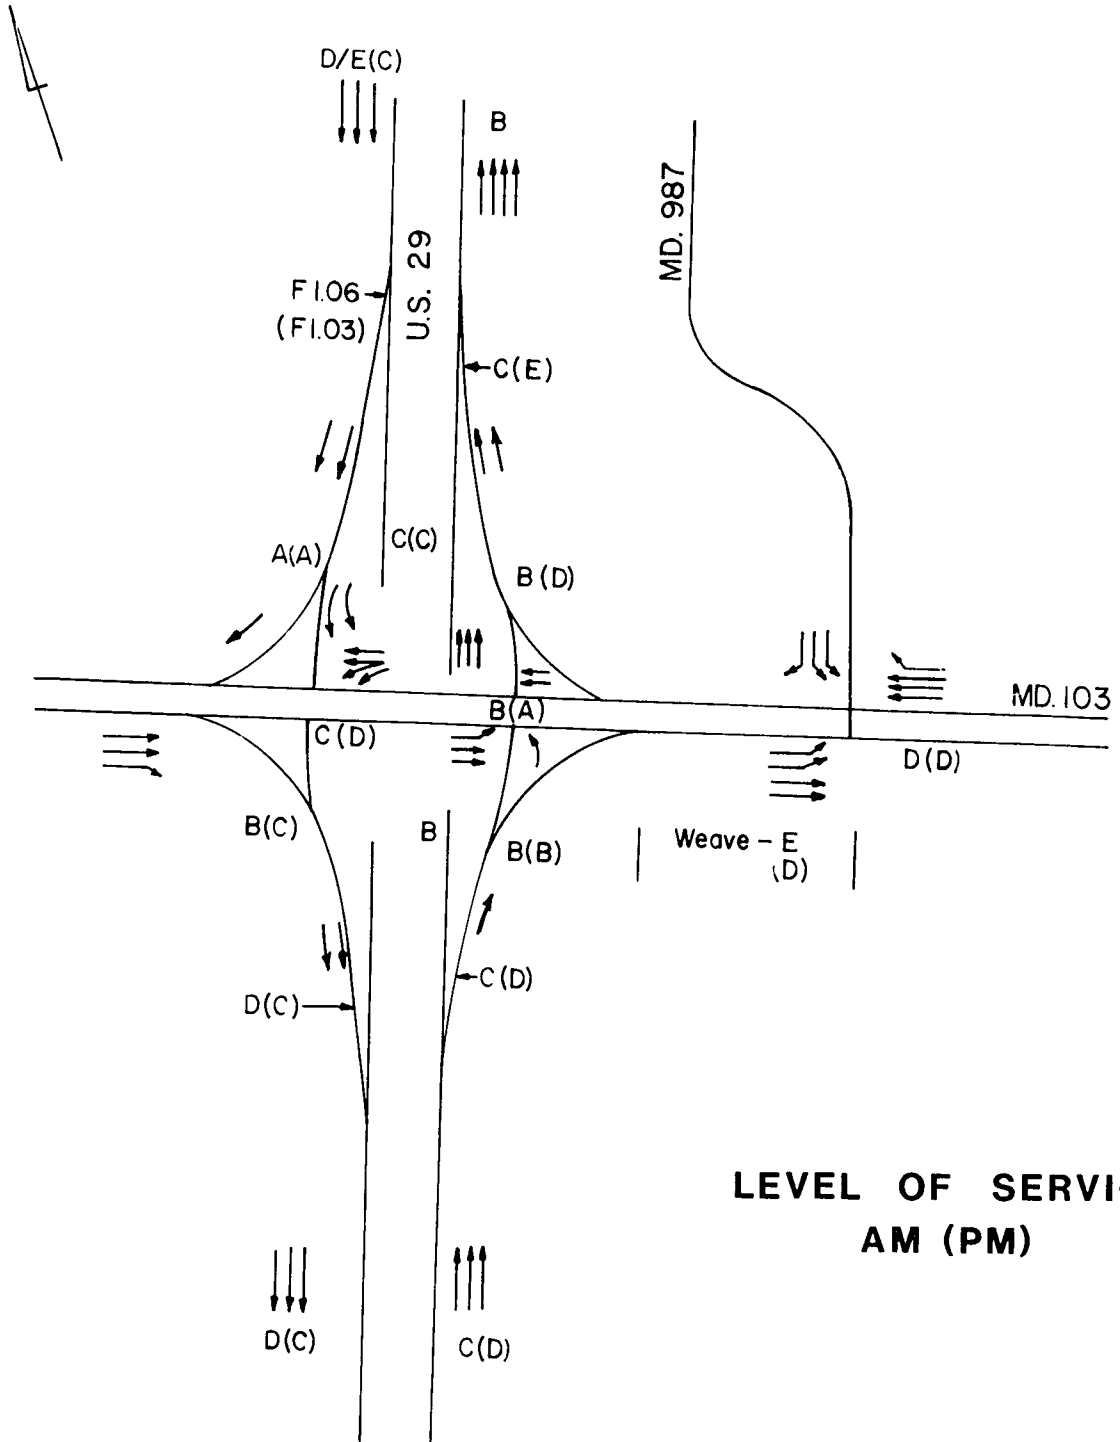 D/E(C)
B
MD. 987
U.S. 29
F1.06
(F1.03)
C(E)
C(C)
A(A)
B(D)
MD. 103
B(A)
C(D)
D(D)
B(C)
B
B(B)
Weave - E
(D)
C(D)
D(C)
LEVEL OF SERVI
AM (PM)
D(C)
C(D)